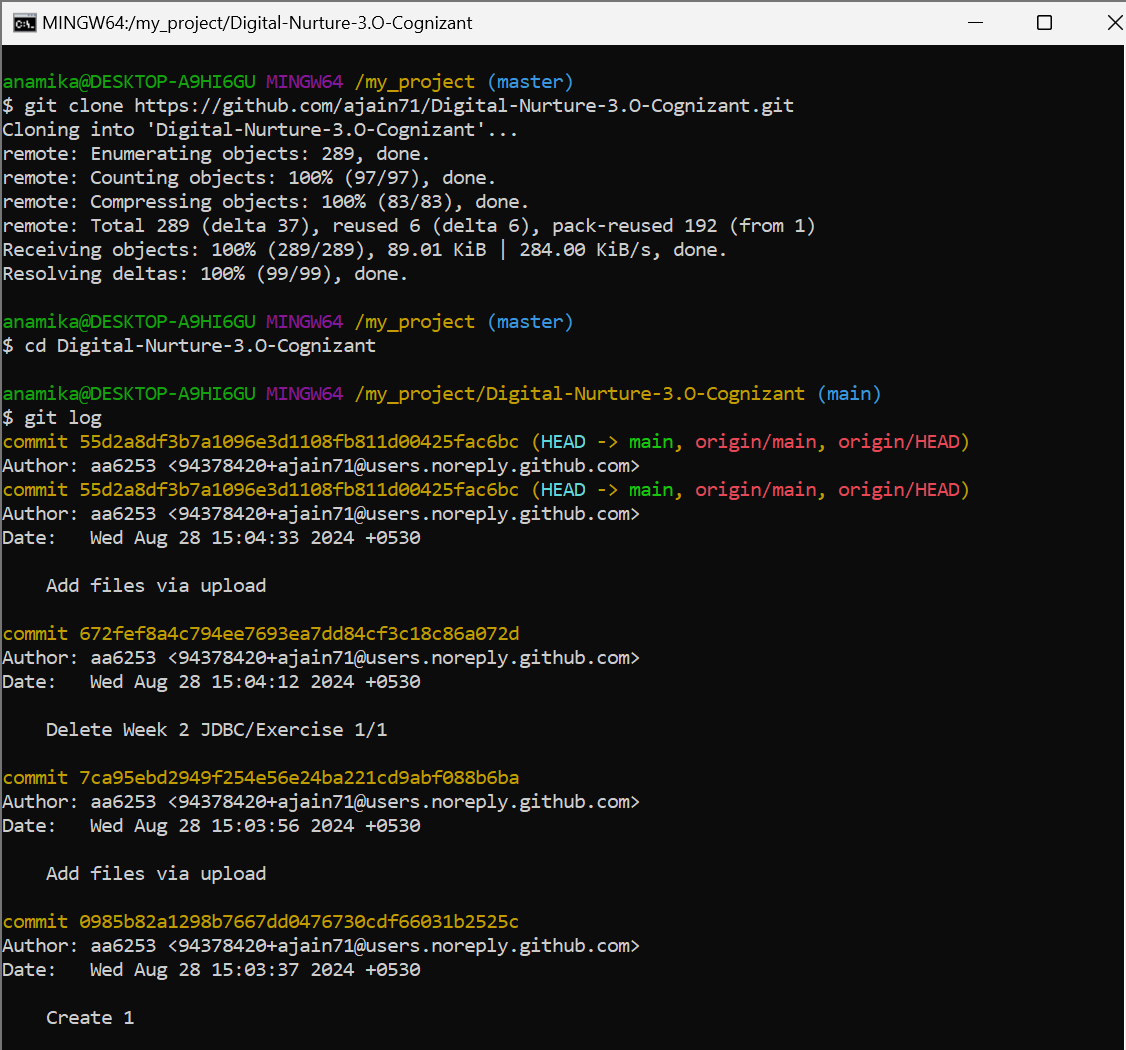 MINGW64:/my_project/Digital-Nurture-3.O-Cognizant
anamika@DESKTOP-A9HI6GU MINGW64 /my_project (master)
$ git clone https://github.com/ajain71/Digital-Nurture-3.O-Cognizant.git
Cloning into 'Digital-Nurture-3.O-Cognizant'...
remote: Enumerating objects: 289, done.
remote: Counting objects: 100% (97/97), done.
remote: Compressing objects: 100% (83/83), done.
remote: Total 289 (delta 37), reused 6 (delta 6), pack-reused 192 (from 1)
Receiving objects: 100% (289/289), 89.01 KiB | 284.00 KiB/s, done.
Resolving deltas: 100% (99/99), done.
anamika@DESKTOP-A9HI6GU MINGW64 /my_project (master)
$ cd Digital-Nurture-3.O-Cognizant
anamika@DESKTOP-A9HI6GU MINGW64 /my_project/Digital-Nurture-3.O-Cognizant (main)
$ git log
commit 55d2a8df3b7a1096e3d1108fb811d00425fac6bc (HEAD -> main, origin/main, origin/HEAD)
Author: aa6253 <94378420+ajain71@users.noreply.github.com>
commit 55d2a8df3b7a1096e3d1108fb811d00425fac6bc (HEAD -> main, origin/main, origin/HEAD)
Author: aa6253 <94378420+ajain71@users.noreply.github.com>
Date:   Wed Aug 28 15:04:33 2024 +0530
    Add files via upload
commit 672fef8a4c794ee7693ea7dd84cf3c18c86a072d
Author: aa6253 <94378420+ajain71@users.noreply.github.com>
Date:   Wed Aug 28 15:04:12 2024 +0530
    Delete Week 2 JDBC/Exercise 1/1
commit 7ca95ebd2949f254e56e24ba221cd9abf088b6ba
Author: aa6253 <94378420+ajain71@users.noreply.github.com>
Date:   Wed Aug 28 15:03:56 2024 +0530
    Add files via upload
commit 0985b82a1298b7667dd0476730cdf66031b2525c
Author: aa6253 <94378420+ajain71@users.noreply.github.com>
Date:   Wed Aug 28 15:03:37 2024 +0530
    Create 1